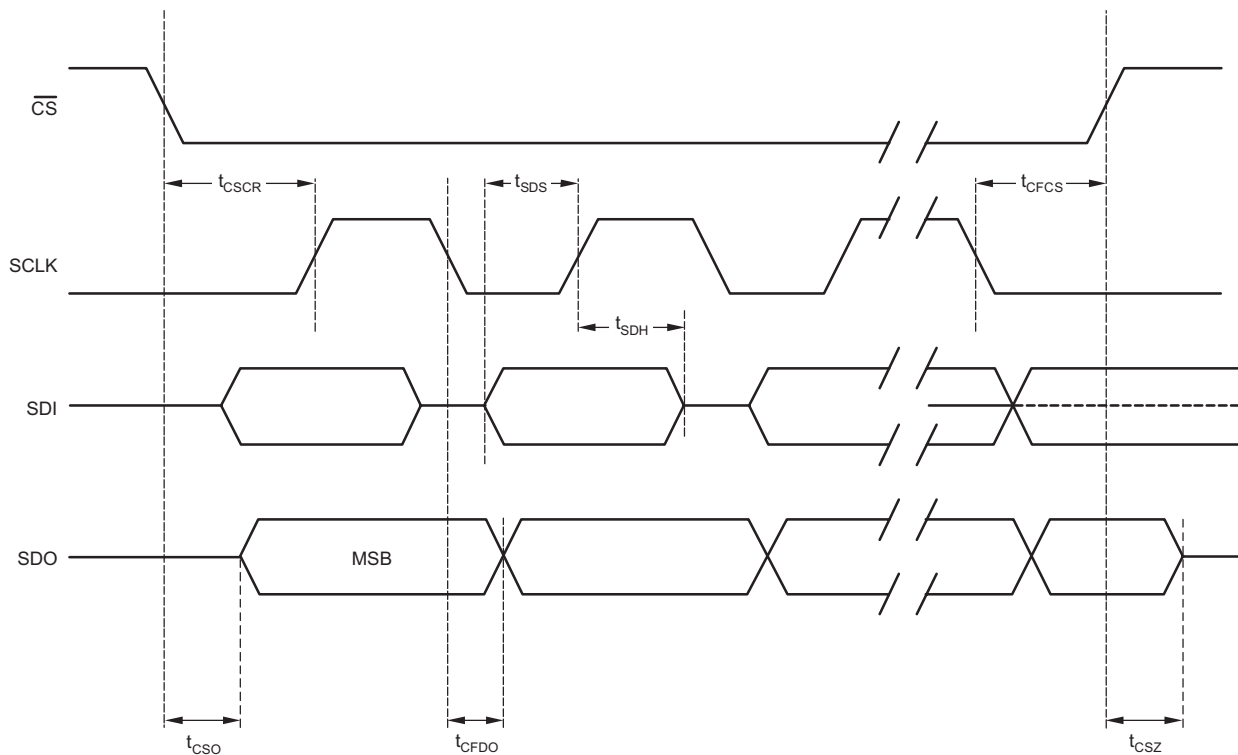 CS
tCSCR
tSDS
tCFCS
SCLK
tSDH
SDI
SDO
MSB
tCSO
tCFDO
tCSZ